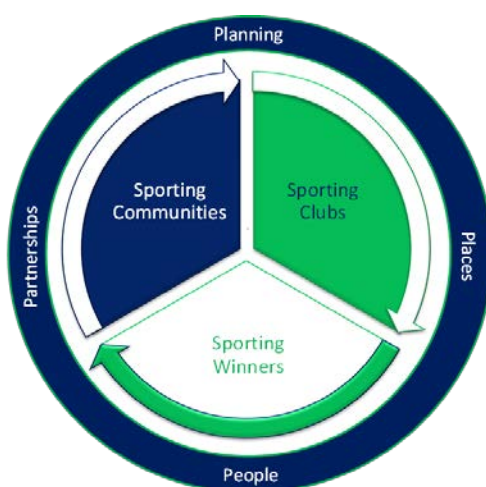 Planning
Sporting
Communities
Sporting
Clubs
Partnerships
Places
Sporting
Winners
People